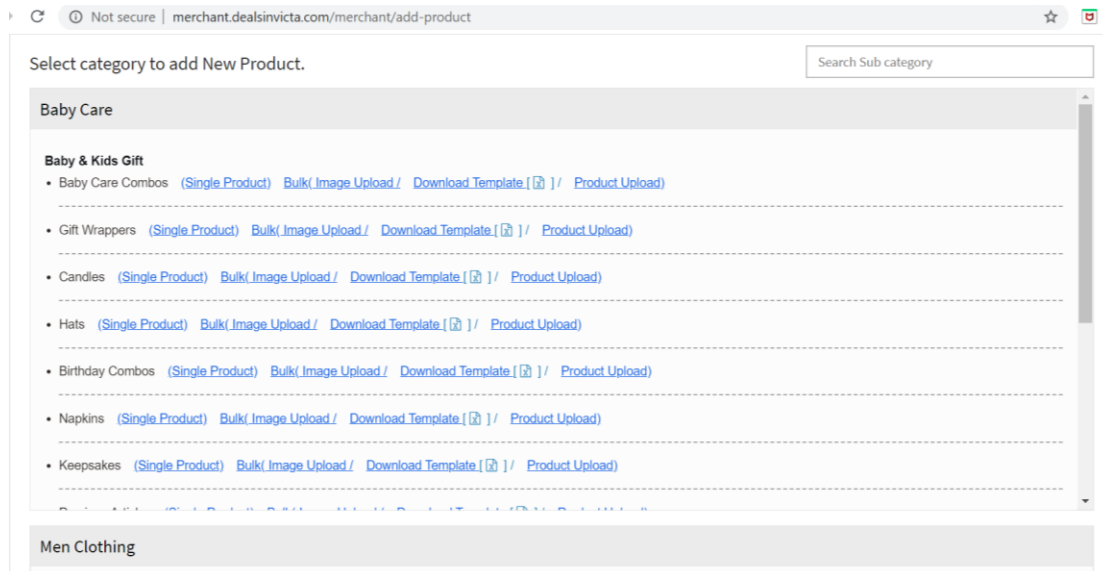 Not secure | merchant.dealsinvicta.com/merchant/add-product
Select category to add New Product.
Search Sub category
Baby Care
Baby & Kids Gift
• Baby Care Combos (Single Product) Bulk( Image Upload / Download Template [ ] / Product Upload)
• Gift Wrappers (Single Product) Bulk( Image Upload / Download Template [ ] / Product Upload)
• Candles (Single Product) Bulk( Image Upload / Download Template [ ] / Product Upload)
• Hats (Single Product) Bulk( Image Upload / Download Template [ ] / Product Upload)
• Birthday Combos (Single Product) Bulk( Image Upload / Download Template [ ] / Product Upload)
• Napkins (Single Product) Bulk( Image Upload / Download Template [ ] / Product Upload)
• Keepsakes (Single Product) Bulk( Image Upload / Download Template [ ] / Product Upload)
Men Clothing